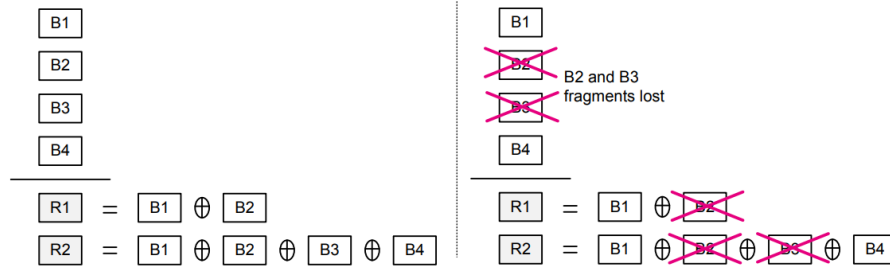 B1
B2
B3
B4
R1 = B1 ⊕ B2
R2 = B1 ⊕ B2 ⊕ B3 ⊕ B4
B1
B2
B3
B2 and B3
fragments lost
B4
R1 = B1 ⊕ B2
R2 = B1 ⊕ B2 ⊕ B3 ⊕ B4